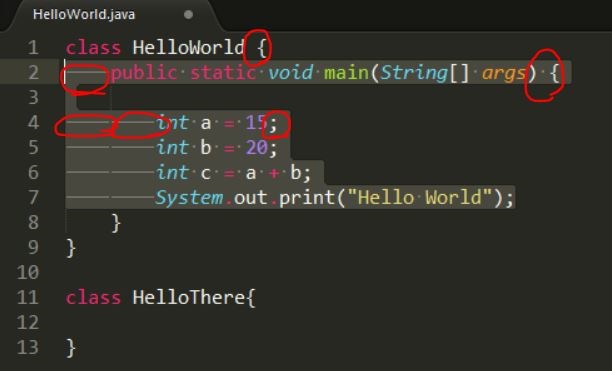 HelloWorld.java
1 class HelloWorld {
2 public static void main(String[] args) {
3
4 int a = 15;
5 int b = 20;
6 int c = a + b;
7 System.out.print("Hello World");
8 }
9 }
10
11 class HelloThere{
12
13 }